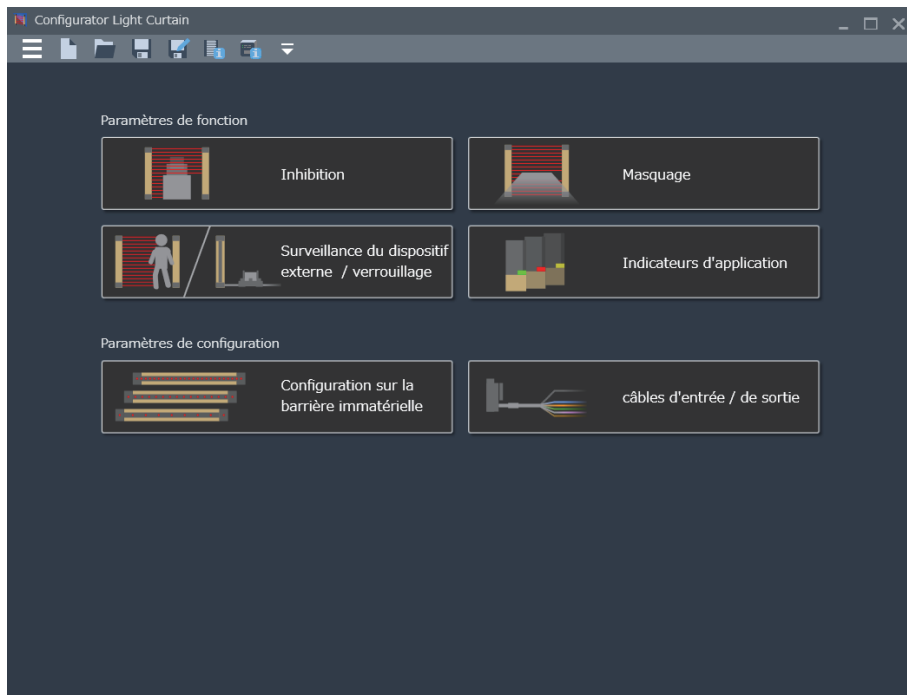 Configurator Light Curtain
Paramètres de fonction
Inhibition
Masquage
Surveillance du dispositif
externe / verrouillage
Indicateurs d'application
Paramètres de configuration
Configuration sur la
barrière immatérielle
câbles d'entrée / de sortie